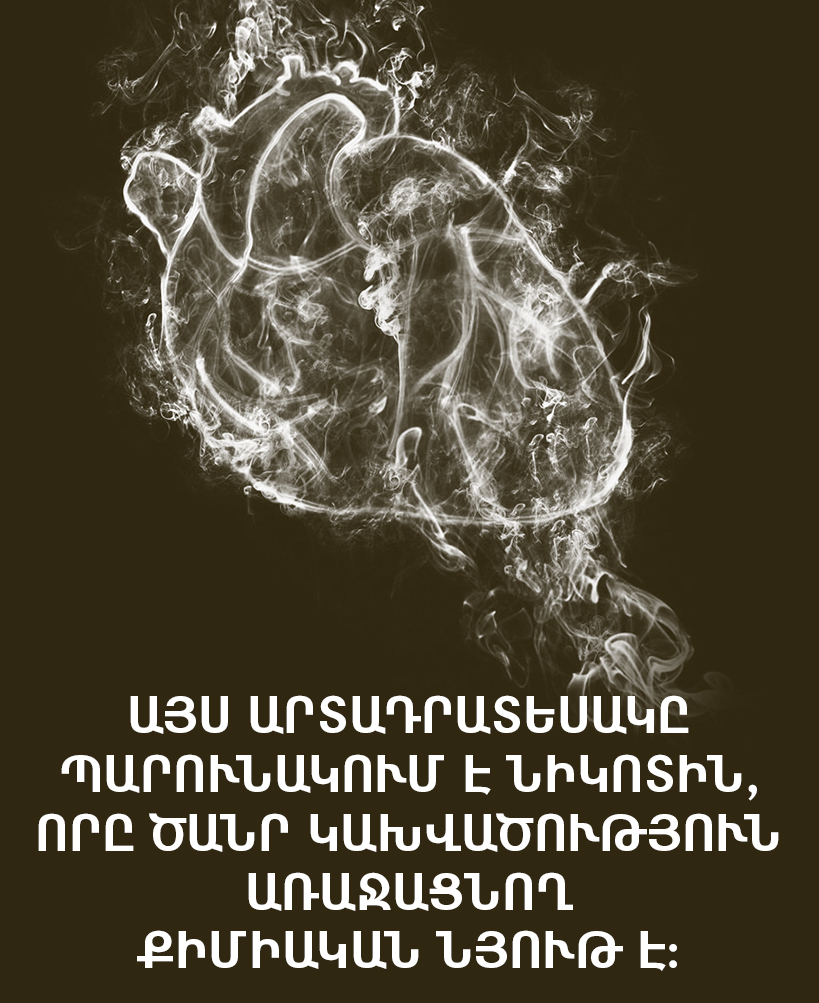 ԱՅՍ ԱՐՏԱԴՐԱՏԵՍԱԿԸ
ՊԱՐՈՒՆԱԿՈՒՄ Է ՆԻԿՈՏԻՆ,
ՈՐԸ ԾԱՆՐ ԿԱԽՎԱԾՈՒԹՅՈՒՆ
ԱՌԱՋԱՑՆՈՂ
ՔԻՄԻԱԿԱՆ ՆՅՈՒԹ Է: